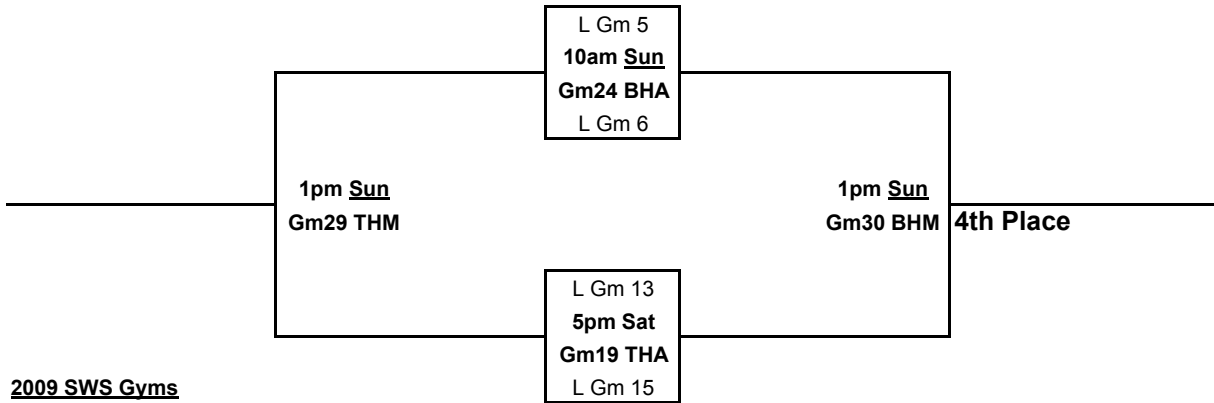 L Gm 5
10am Sun
Gm24 BHA
L Gm 6
1pm Sun
Gm29 THM
1pm Sun
Gm30 BHM
4th Place
L Gm 13
5pm Sat
Gm19 THA
L Gm 15
2009 SWS Gyms